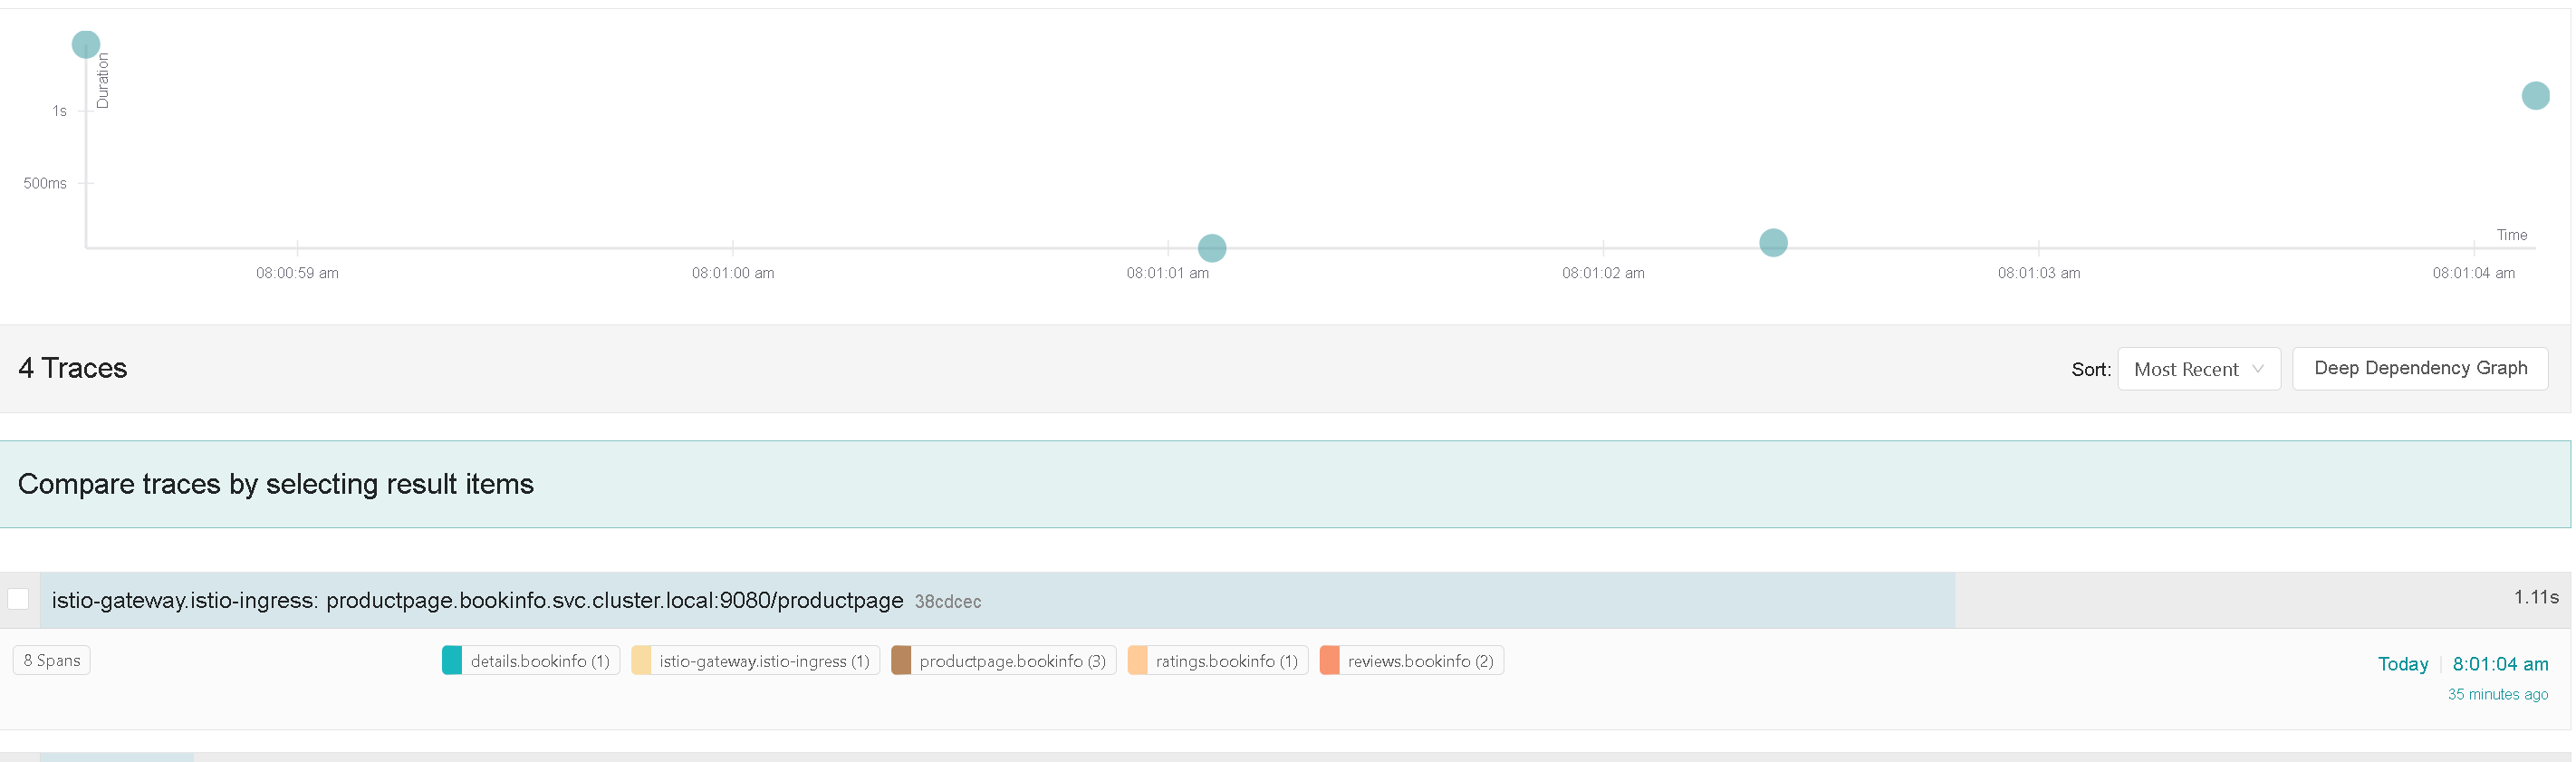 Duration
1s
500ms
Time
08:00:59 am
08:01:00 am
08:01:01 am
08:01:02 am
08:01:03 am
08:01:04 am
4 Traces
Sort: Most Recent Deep Dependency Graph
Compare traces by selecting result items
istio-gateway.istio-ingress: productpage.bookinfo.svc.cluster.local:9080/productpage 38cdcec 1.11s
8 Spans details.bookinfo (1) istio-gateway.istio-ingress (1) productpage.bookinfo (3) ratings.bookinfo (1) reviews.bookinfo (2) Today 8:01:04 am
35 minutes ago